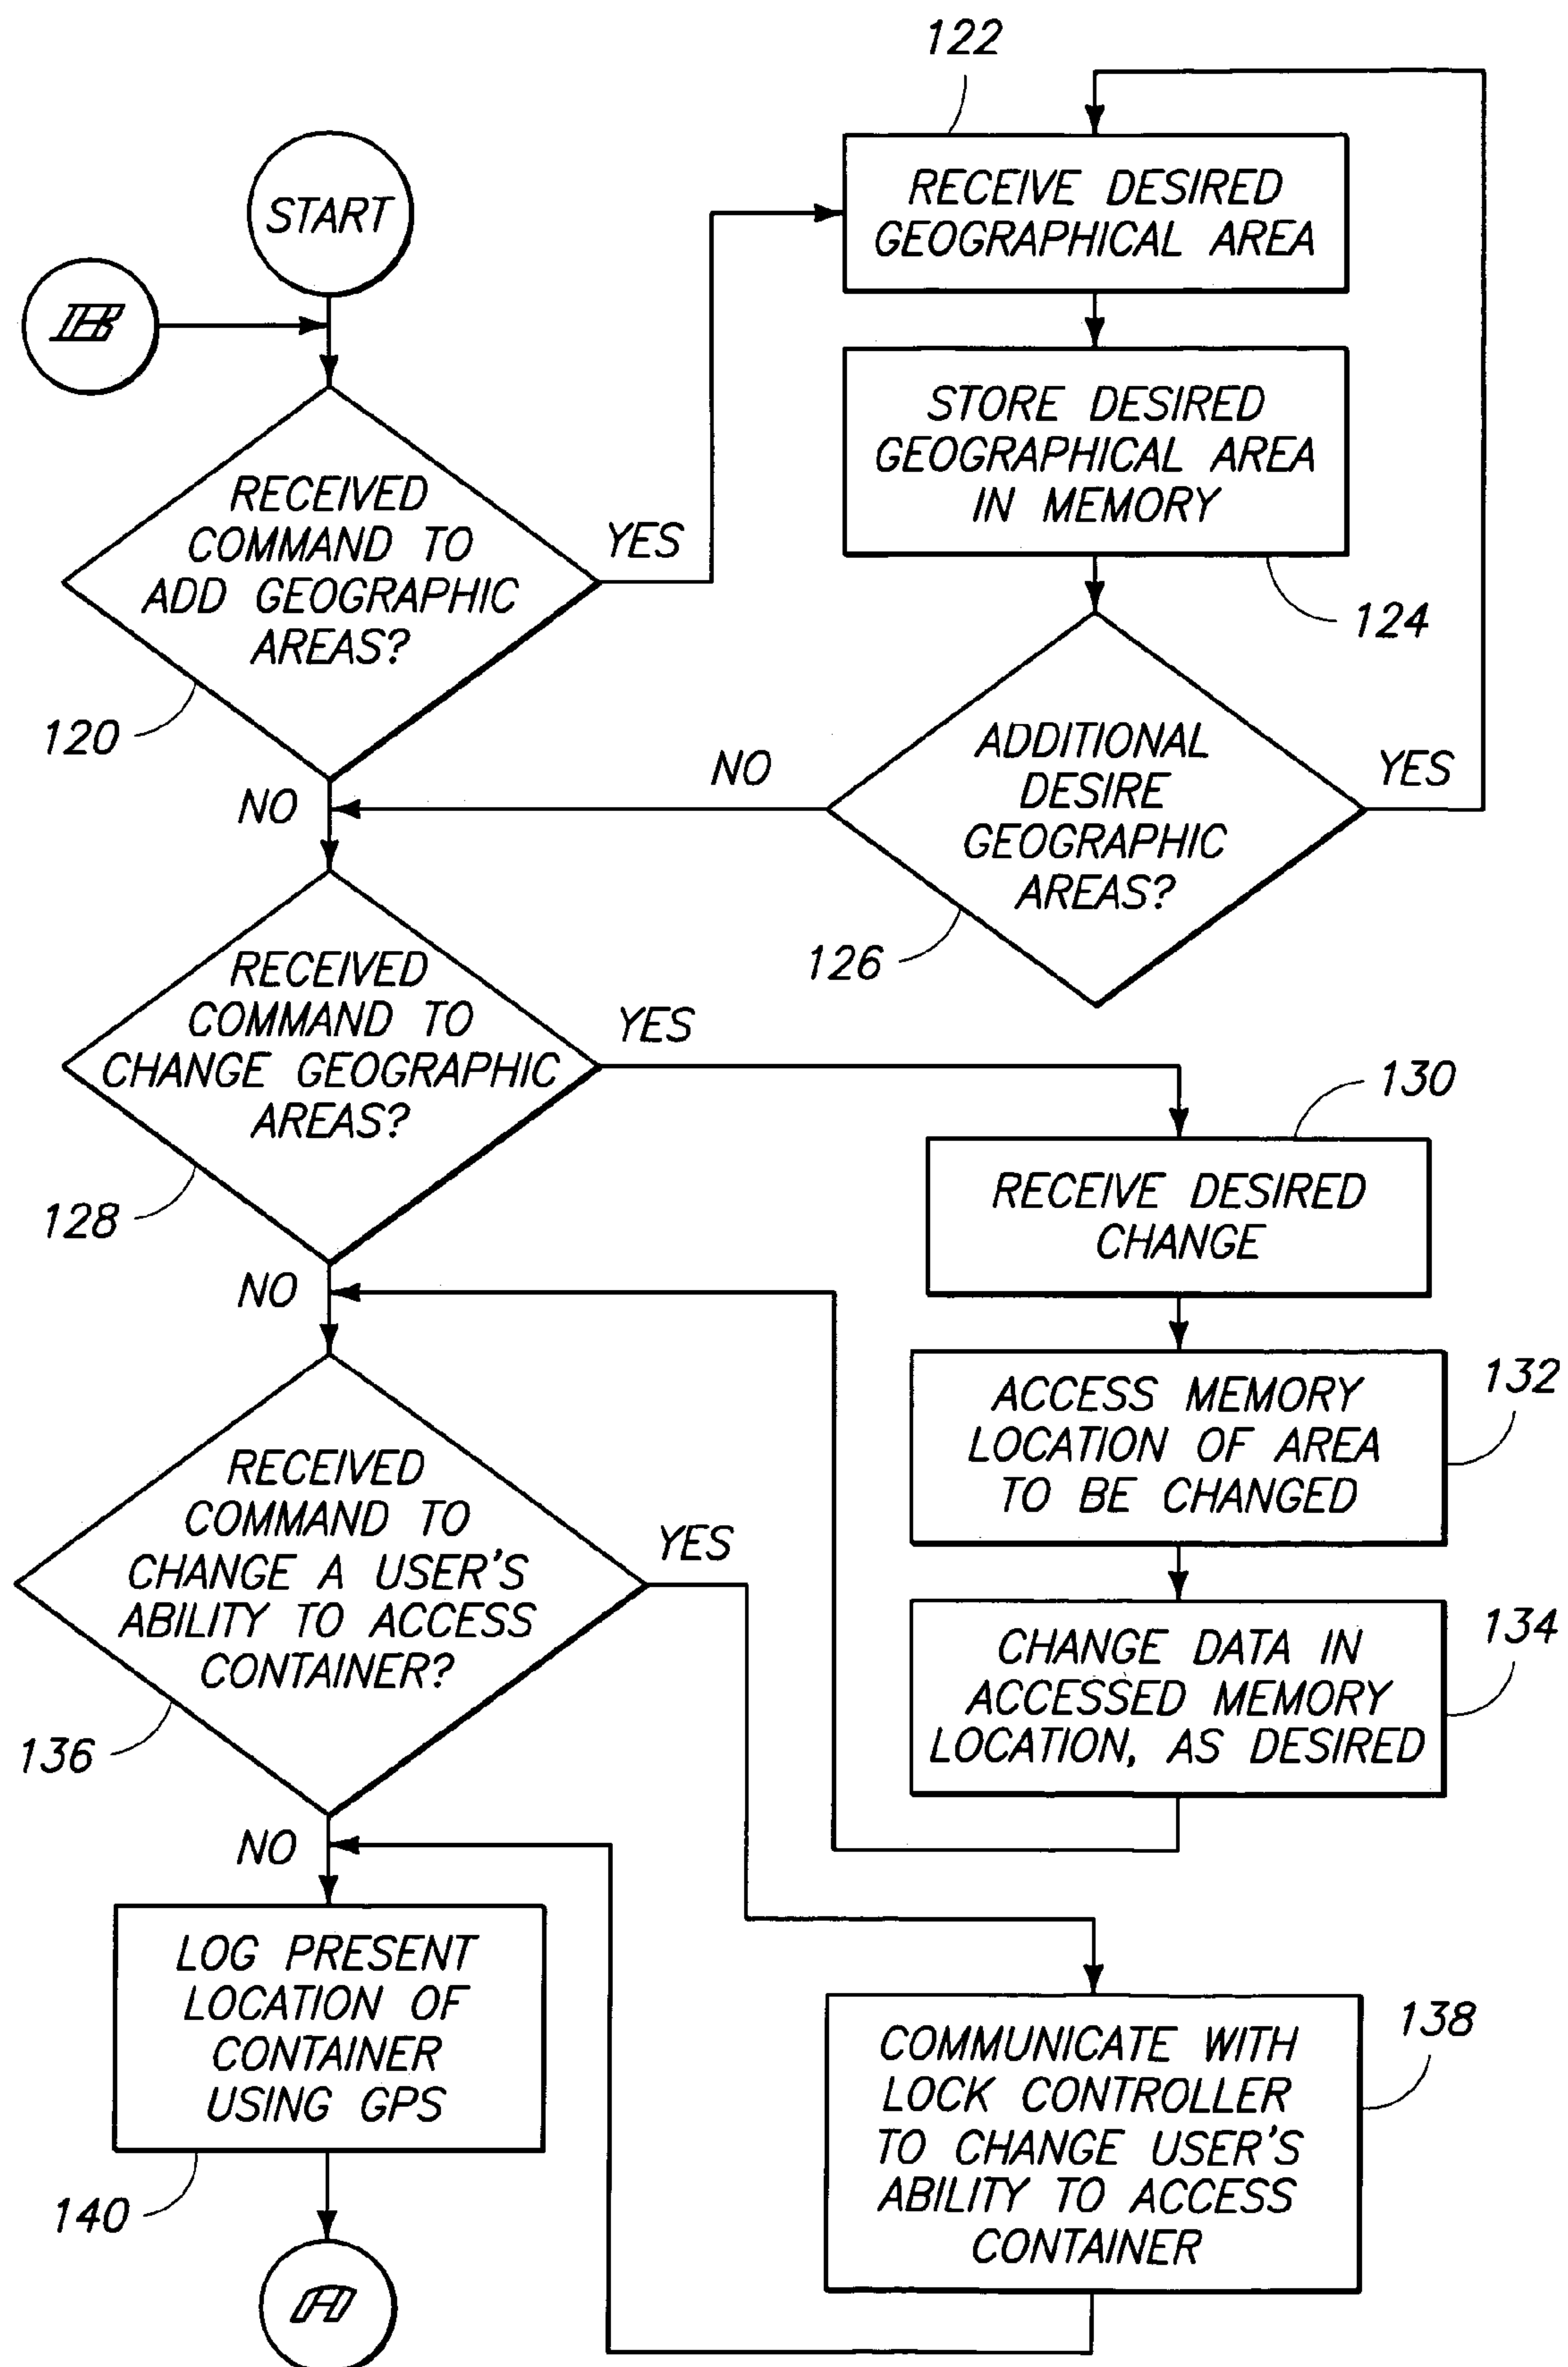 122
START
RECEIVE DESIRED
GEOGRAPHICAL AREA
B
STORE DESIRED
GEOGRAPHICAL AREA
IN MEMORY
124
RECEIVED
COMMAND TO
ADD GEOGRAPHIC
AREAS?
YES
120
NO
ADDITIONAL
DESIRE
GEOGRAPHIC
AREAS?
NO
YES
126
RECEIVED
COMMAND TO
CHANGE GEOGRAPHIC
AREAS?
YES
128
NO
130
RECEIVE DESIRED
CHANGE
ACCESS MEMORY
LOCATION OF AREA
TO BE CHANGED
132
CHANGE DATA IN
ACCESSED MEMORY
LOCATION, AS DESIRED
134
RECEIVED
COMMAND TO
CHANGE A USER'S
ABILITY TO ACCESS
CONTAINER?
YES
136
NO
LOG PRESENT
LOCATION OF
CONTAINER
USING GPS
140
COMMUNICATE WITH
LOCK CONTROLLER
TO CHANGE USER'S
ABILITY TO ACCESS
CONTAINER
138
A